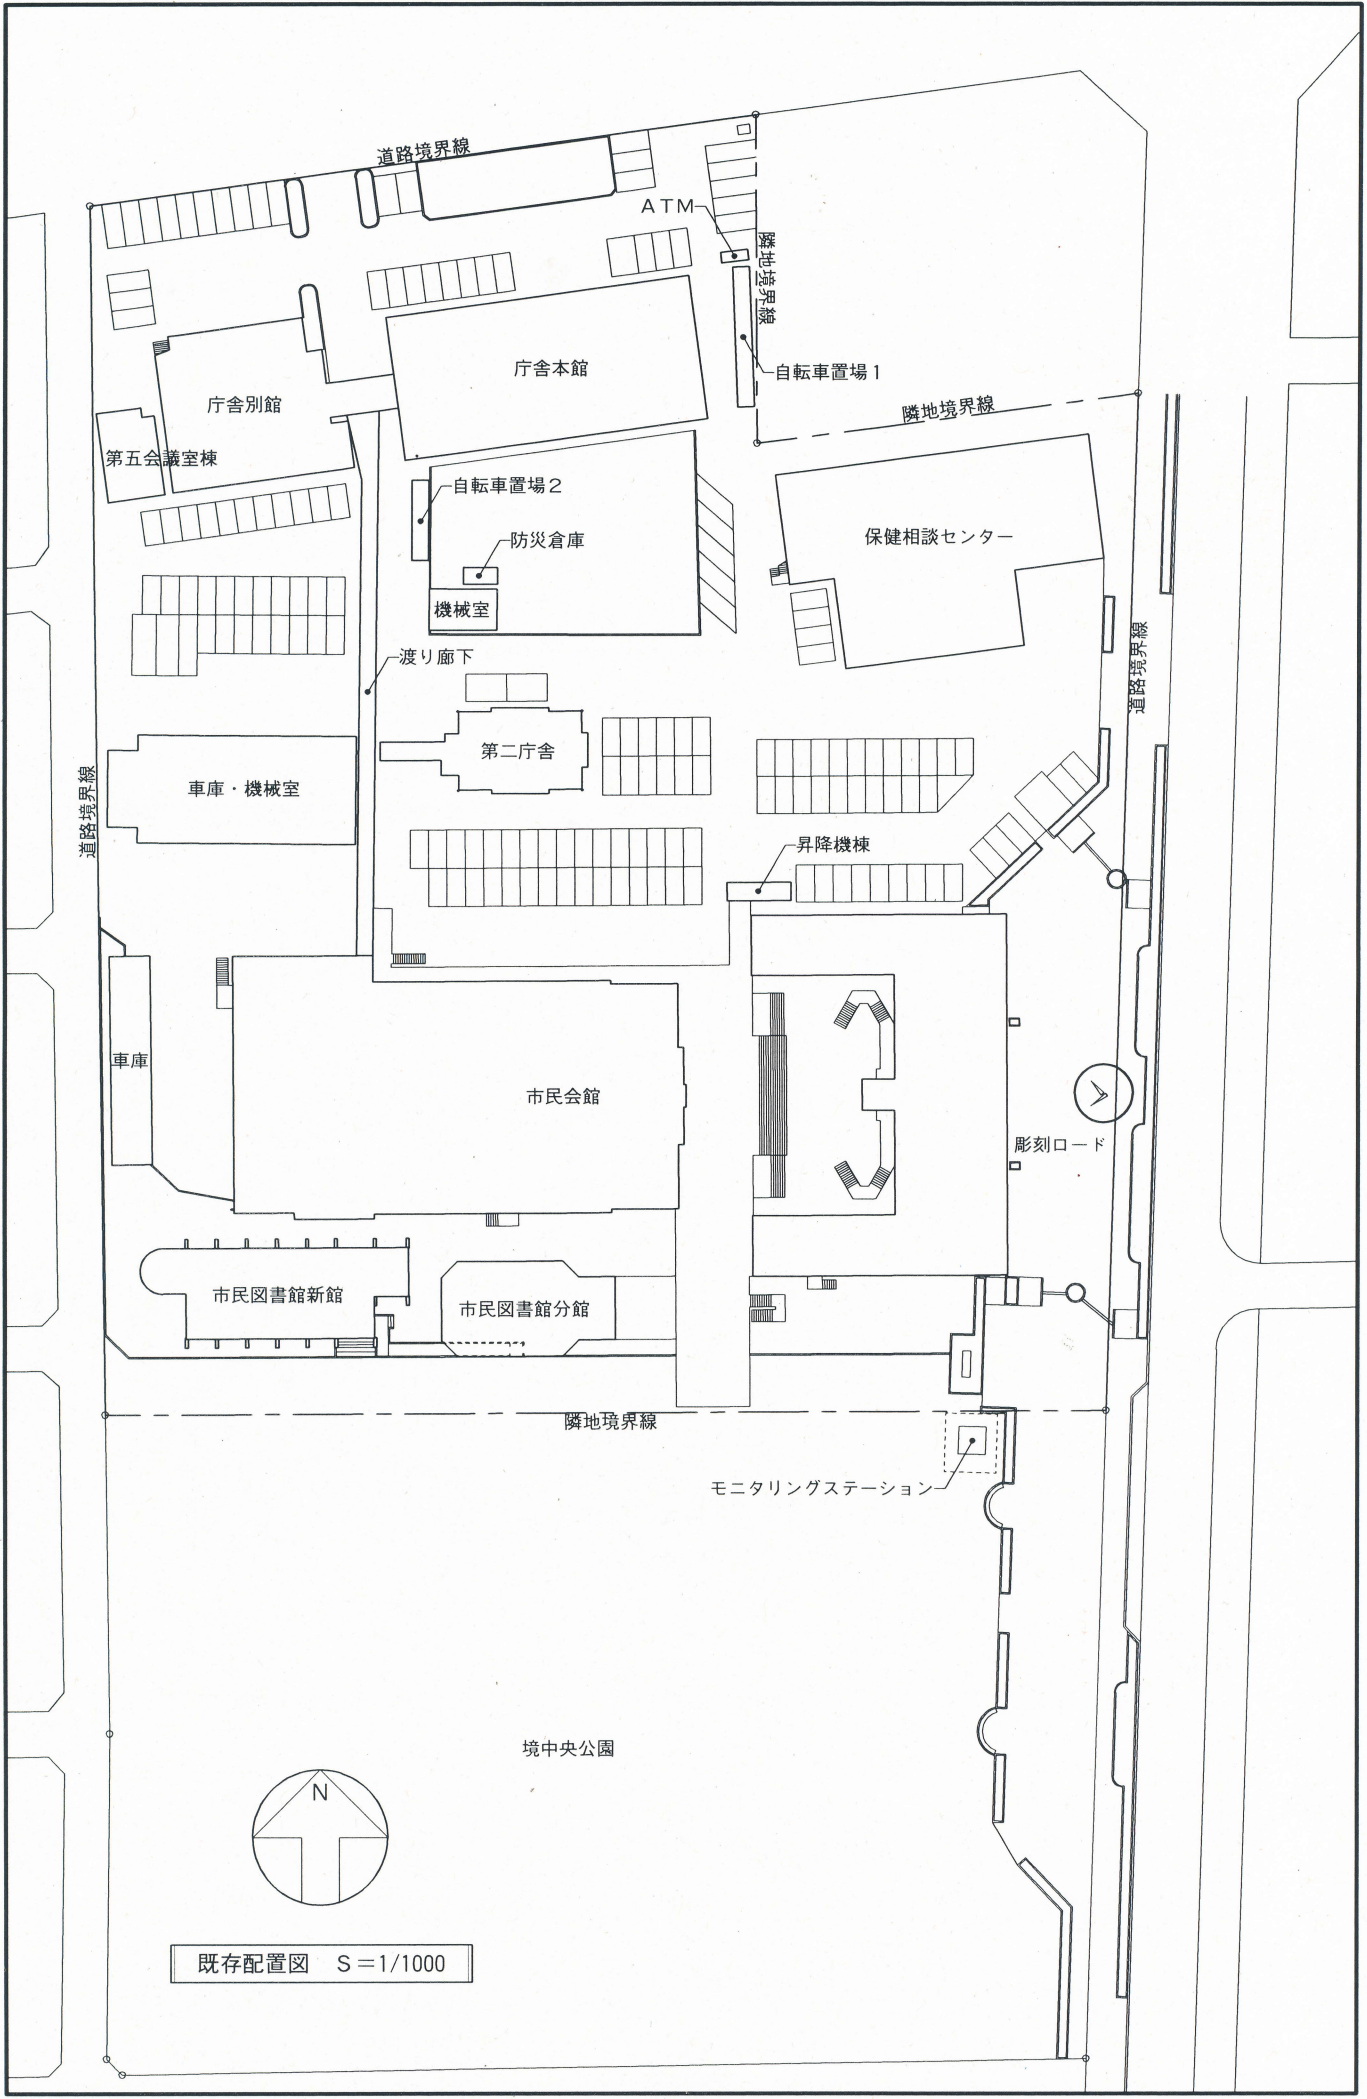 道路境界線
ATM
隣地境界線
庁舎本館
自転車置場1
庁舎別館
隣地境界線
第五会議室棟
自転車置場2
保健相談センター
防災倉庫
機械室
渡り廊下
道路境界線
第二庁舎
車庫・機械室
道路境界線
昇降機棟
車庫
市民会館
彫刻ロード
市民図書館新館
市民図書館分館
隣地境界線
モニタリングステーション
境中央公園
N
既存配置図 S=1/1000